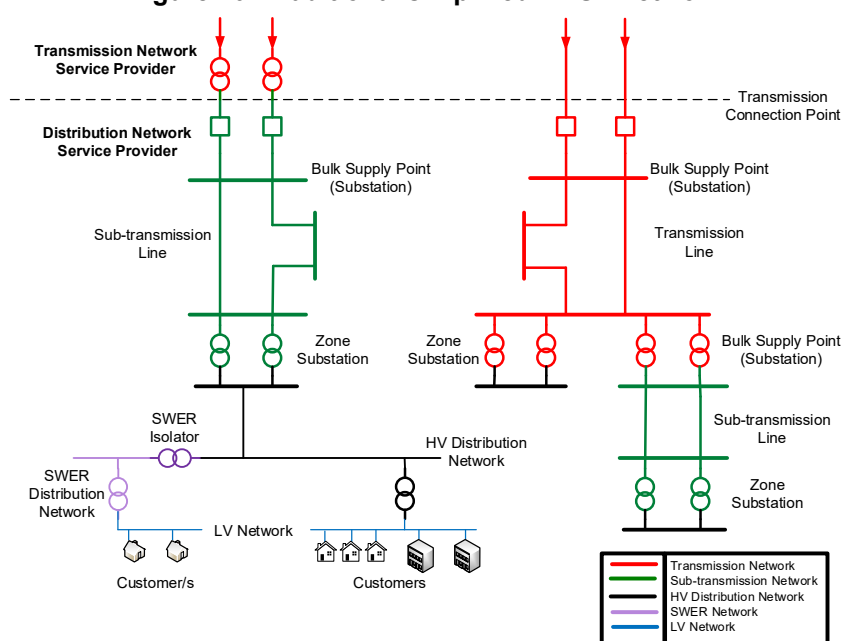 Transmission Network
Service Provider
Transmission
Connection Point
Distribution Network
Service Provider
Bulk Supply Point
(Substation)
Bulk Supply Point
(Substation)
Sub-transmission
Line
Transmission
Line
Zone
Substation
Zone
Substation
Bulk Supply Point
(Substation)
SWER
Isolator
HV Distribution
Network
Sub-transmission
Line
SWER
Distribution
Network
Zone
Substation
LV Network
Customer/s
Customers
Transmission Network
Sub-transmission Network
HV Distribution Network
SWER Network
LV Network